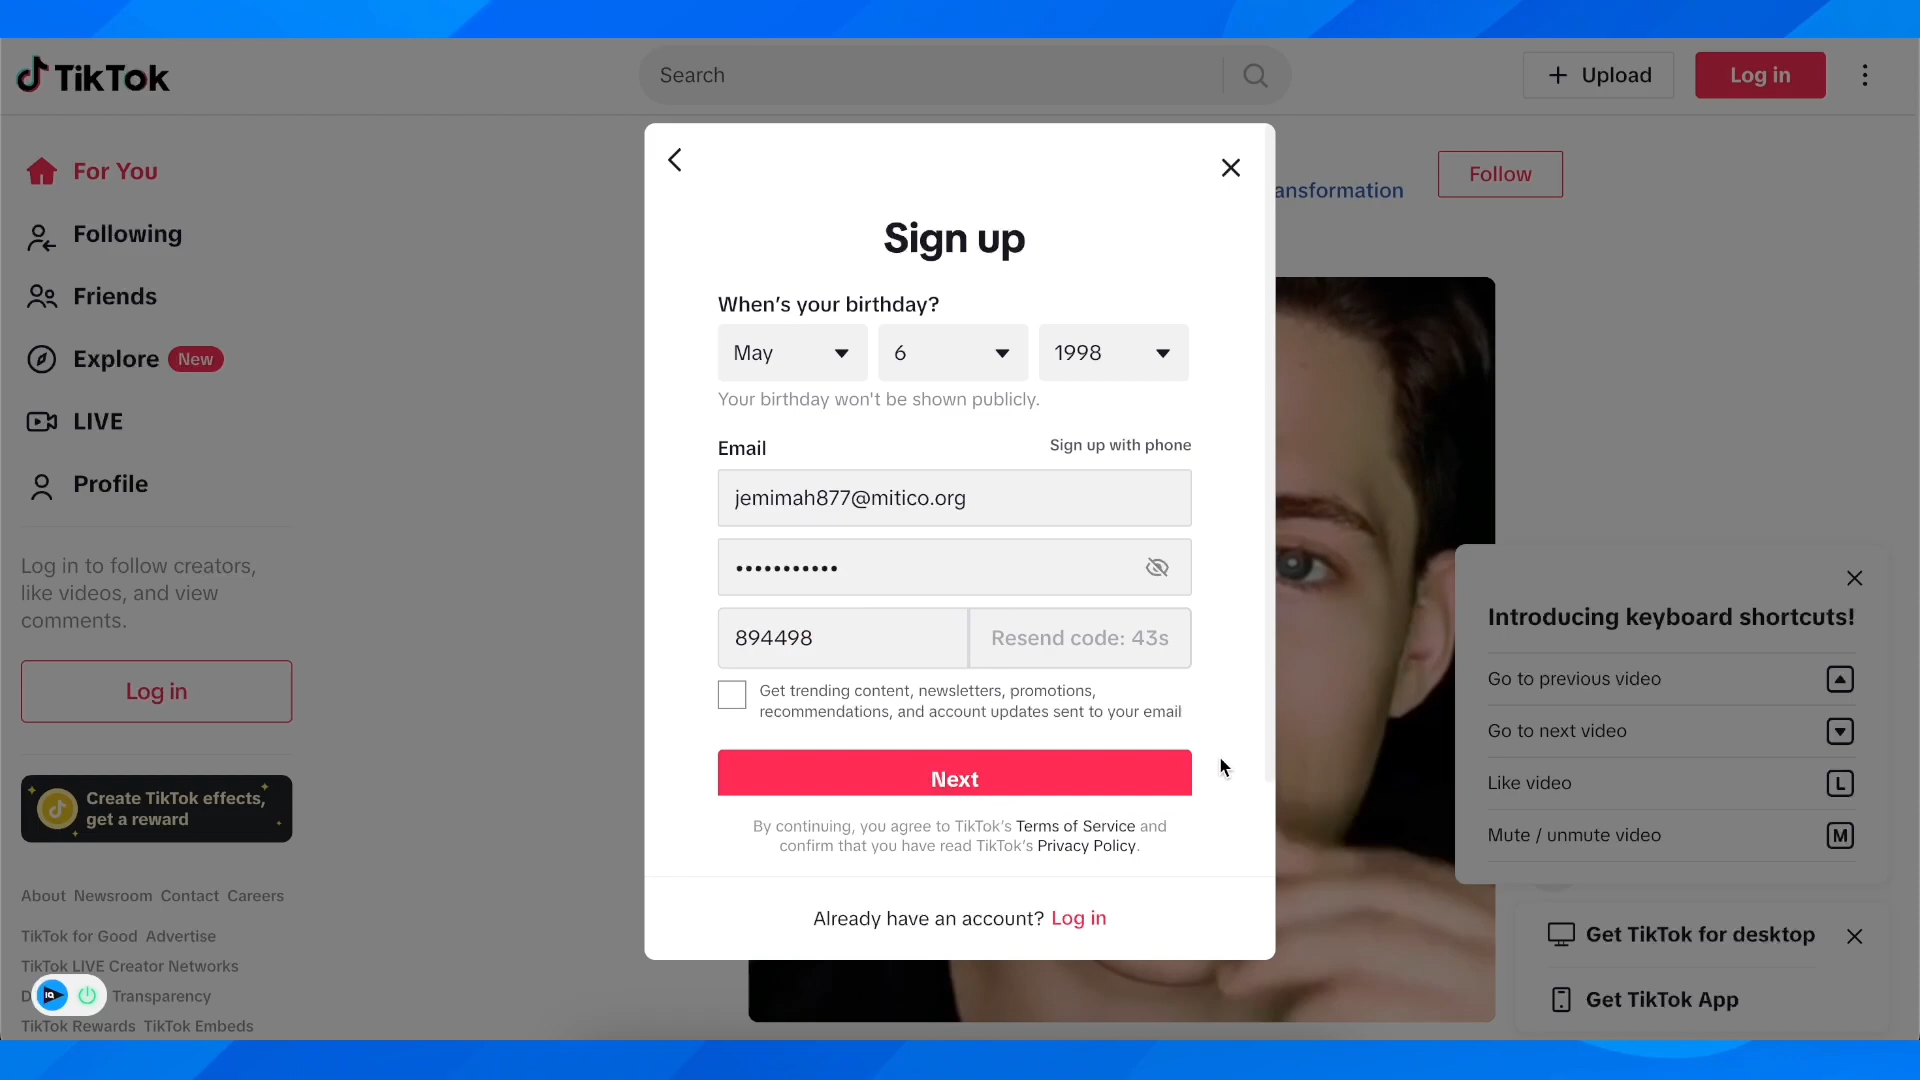 TikTok
Search
Upload
Log in
For You
Following
Friends
Explore New
LIVE
Profile
Log in to follow creators,
like videos, and view
comments.
Log in
Create TikTok effects,
get a reward
About Newsroom Contact Careers
TikTok for Good Advertise
TikTok LIVE Creator Networks
Transparency
TikTok Rewards TikTok Embeds
Sign up
When's your birthday?
May 6 1998
Your birthday won't be shown publicly.
Email Sign up with phone
jemimah877@mitico.org
•••••••••••
894498 Resend code: 43s
Get trending content, newsletters, promotions,
recommendations, and account updates sent to your email
Next
By continuing, you agree to TikTok's Terms of Service and
confirm that you have read TikTok's Privacy Policy.
Already have an account? Log in
ansformation
Follow
Introducing keyboard shortcuts!
Go to previous video
Go to next video
Like video L
Mute / unmute video M
Get TikTok for desktop
Get TikTok App